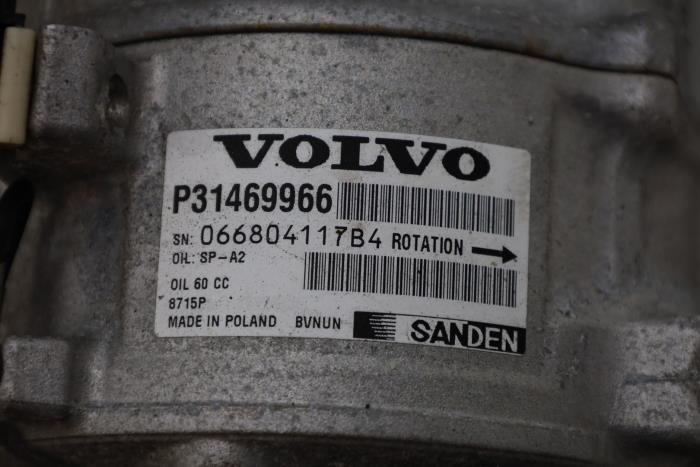 VOLVO
P31469966
SN: 066804117B4 ROTATION →
OIL: SP-A2
OIL 60 CC
8715P
MADE IN POLAND BVNUN SANDEN